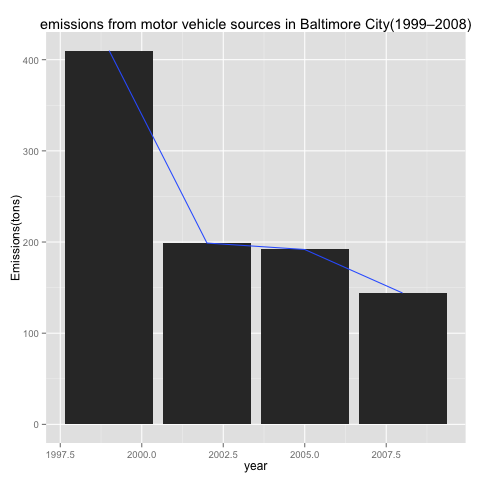 emissions from motor vehicle sources in Baltimore City(1999–2008)
400
300
200
100
0
Emissions(tons)
1997.5 2000.0 2002.5 2005.0 2007.5
year